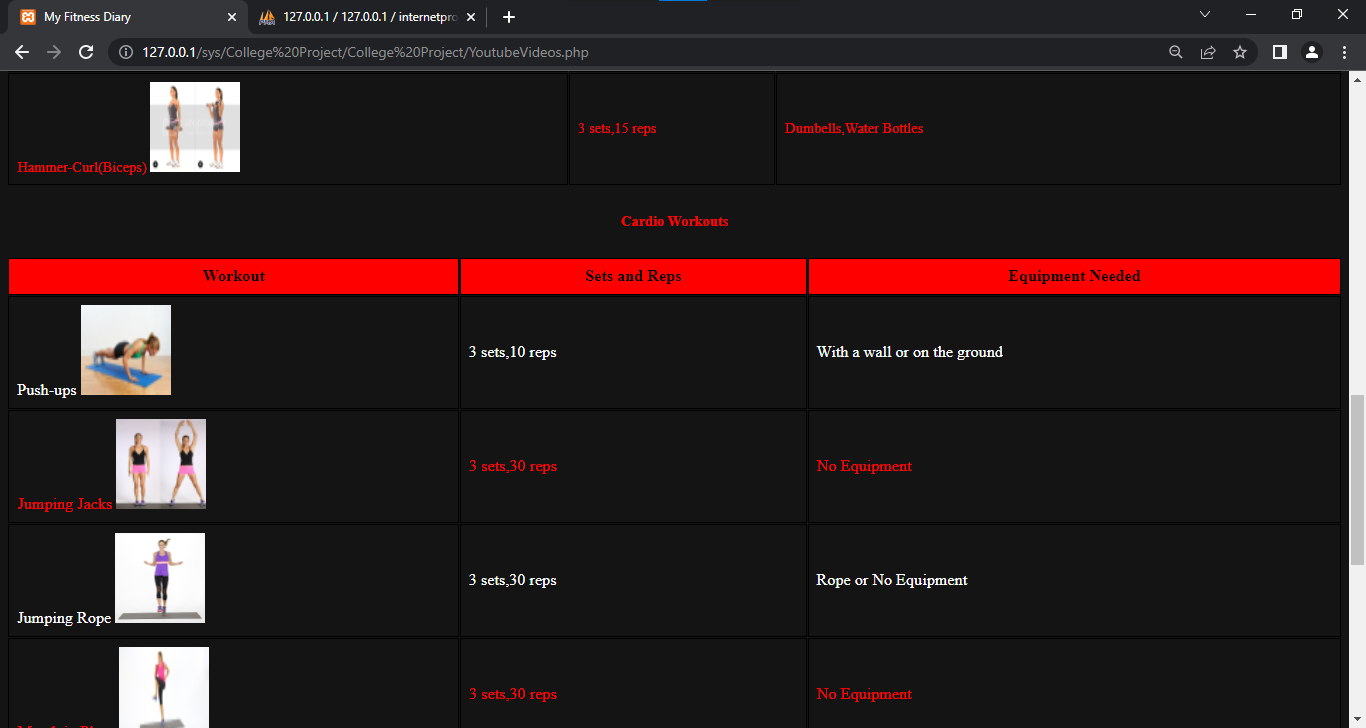 My Fitness Diary
127.0.0.1 / 127.0.0.1 / internetpro
127.0.0.1/sys/College%20Project/College%20Project/YoutubeVideos.php
Hammer-Curl(Biceps) 3 sets,15 reps Dumbells,Water Bottles
Cardio Workouts
Workout Sets and Reps Equipment Needed
Push-ups 3 sets,10 reps With a wall or on the ground
Jumping Jacks 3 sets,30 reps No Equipment
Jumping Rope 3 sets,30 reps Rope or No Equipment
3 sets,30 reps No Equipment